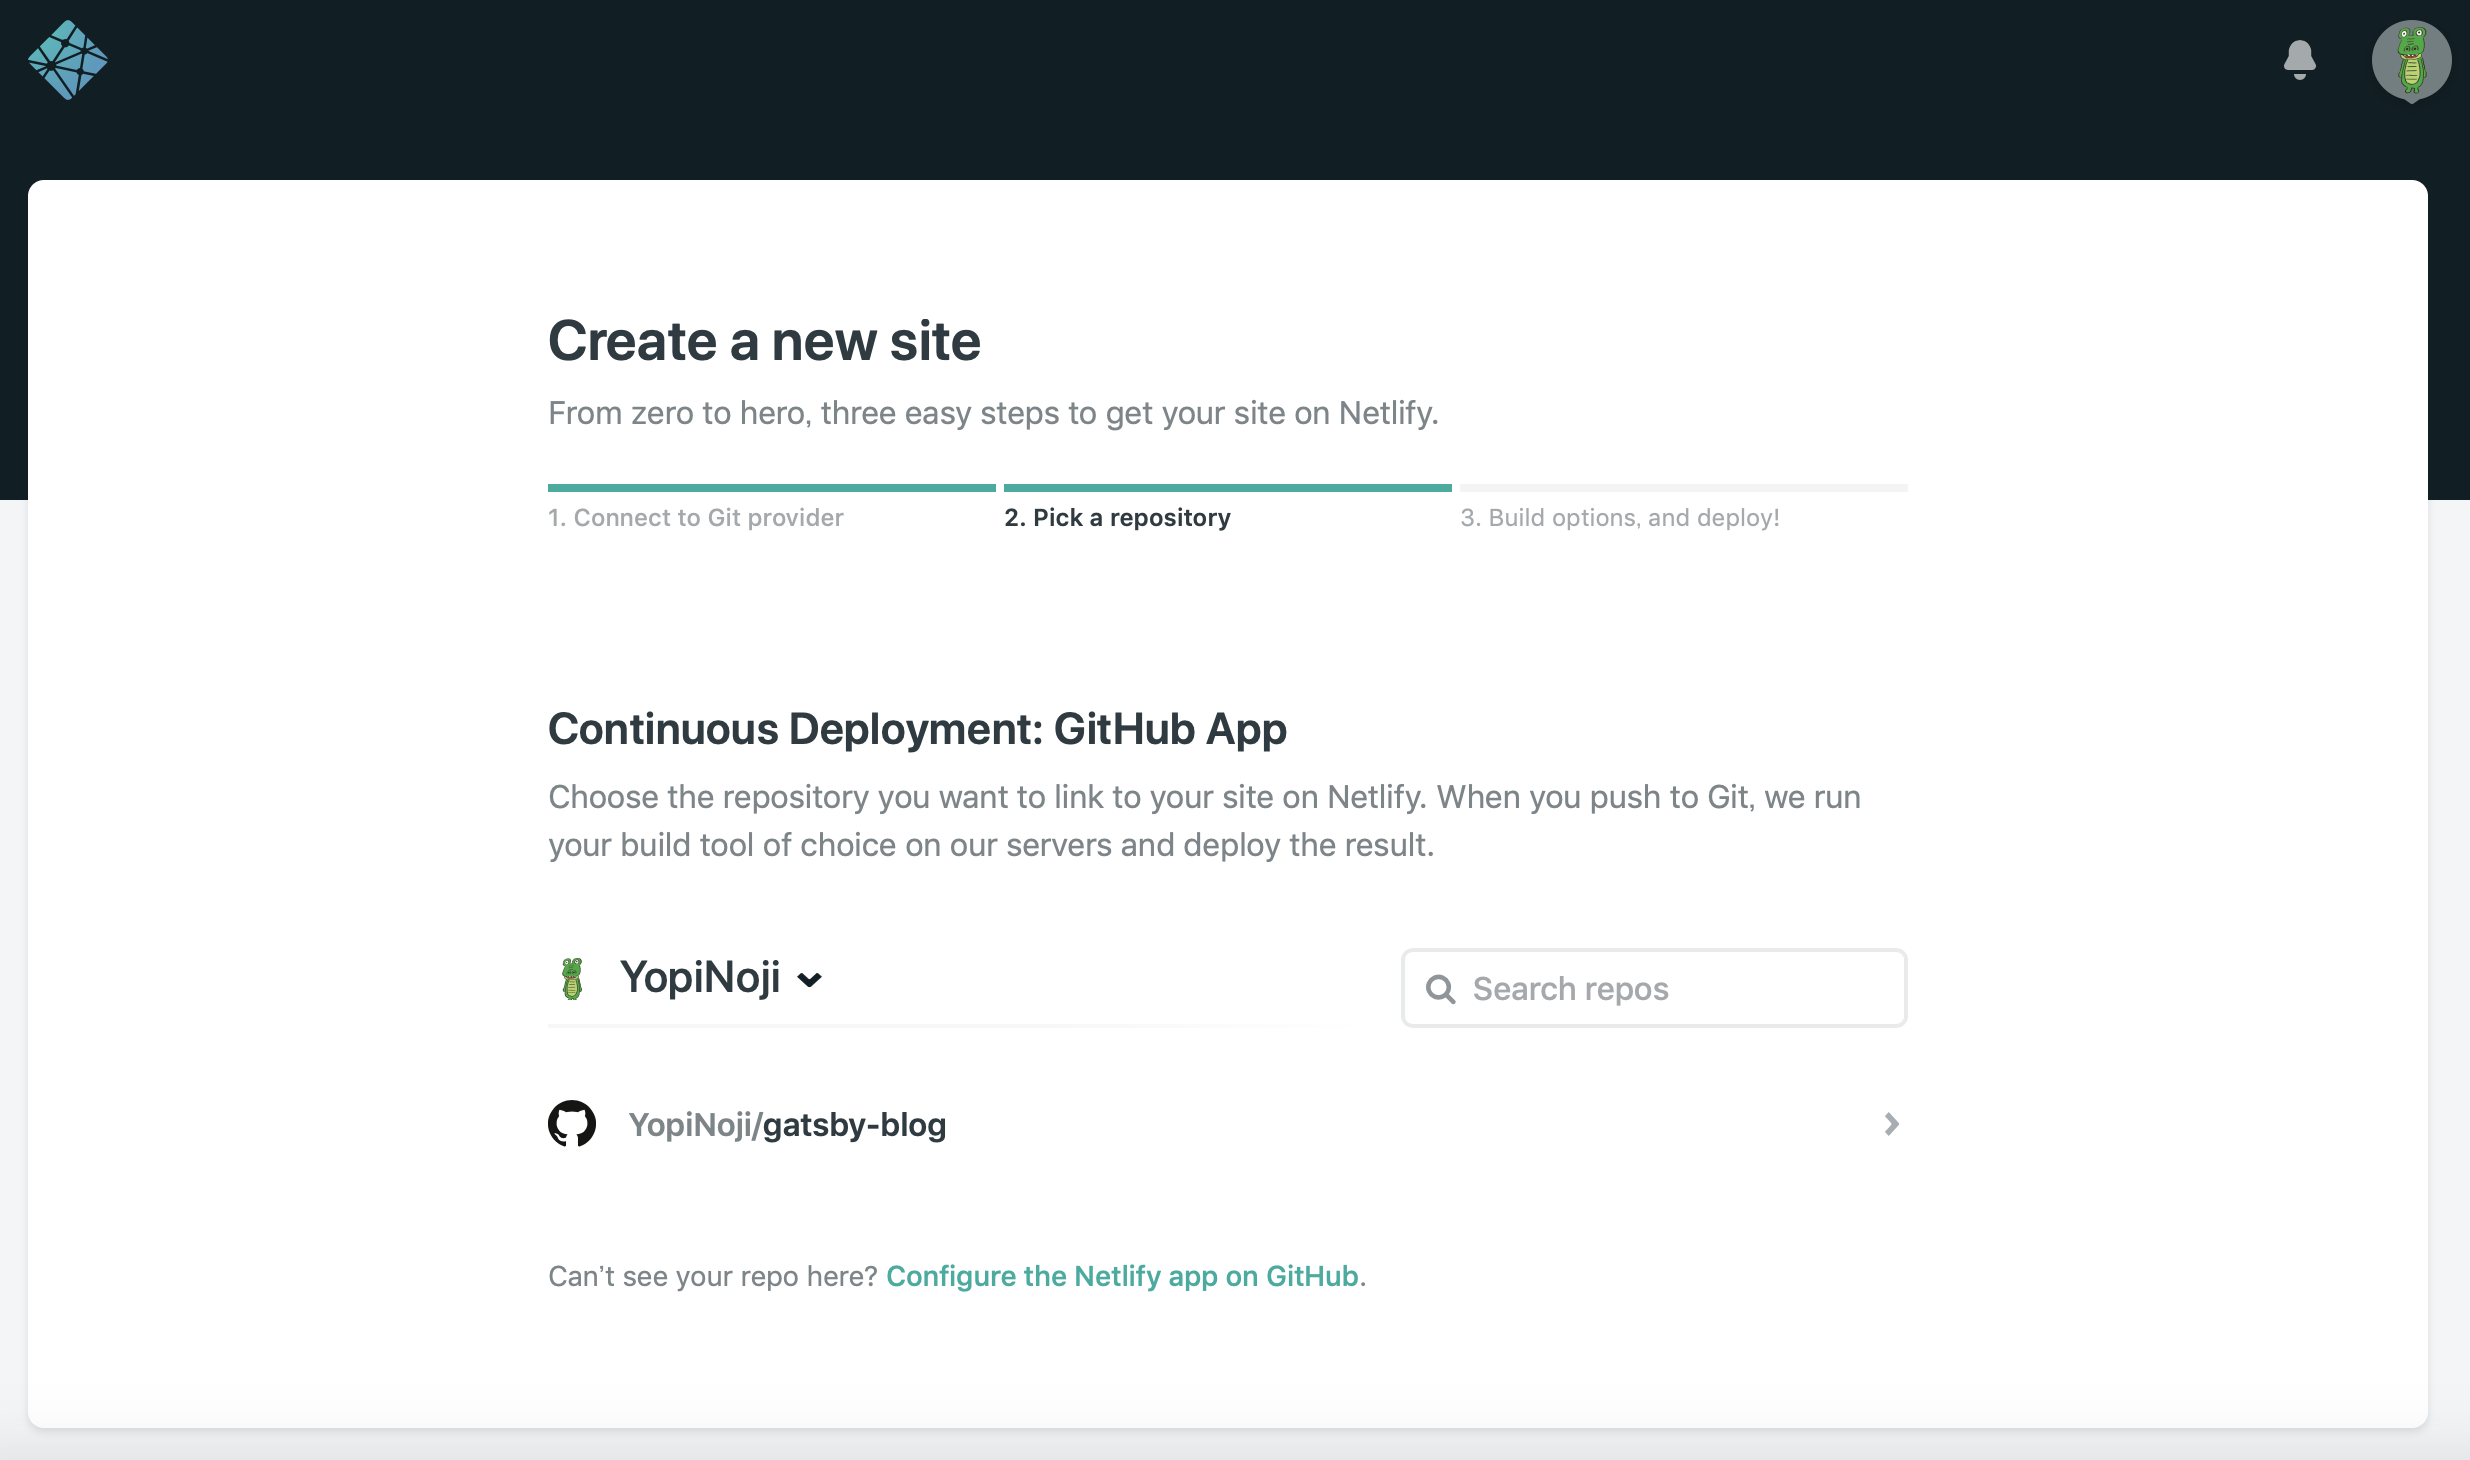 Create a new site
From zero to hero, three easy steps to get your site on Netlify.
1. Connect to Git provider
2. Pick a repository
3. Build options, and deploy!
Continuous Deployment: GitHub App
Choose the repository you want to link to your site on Netlify. When you push to Git, we run
your build tool of choice on our servers and deploy the result.
YopiNoji
Search repos
YopiNoji/gatsby-blog
Can’t see your repo here? Configure the Netlify app on GitHub.